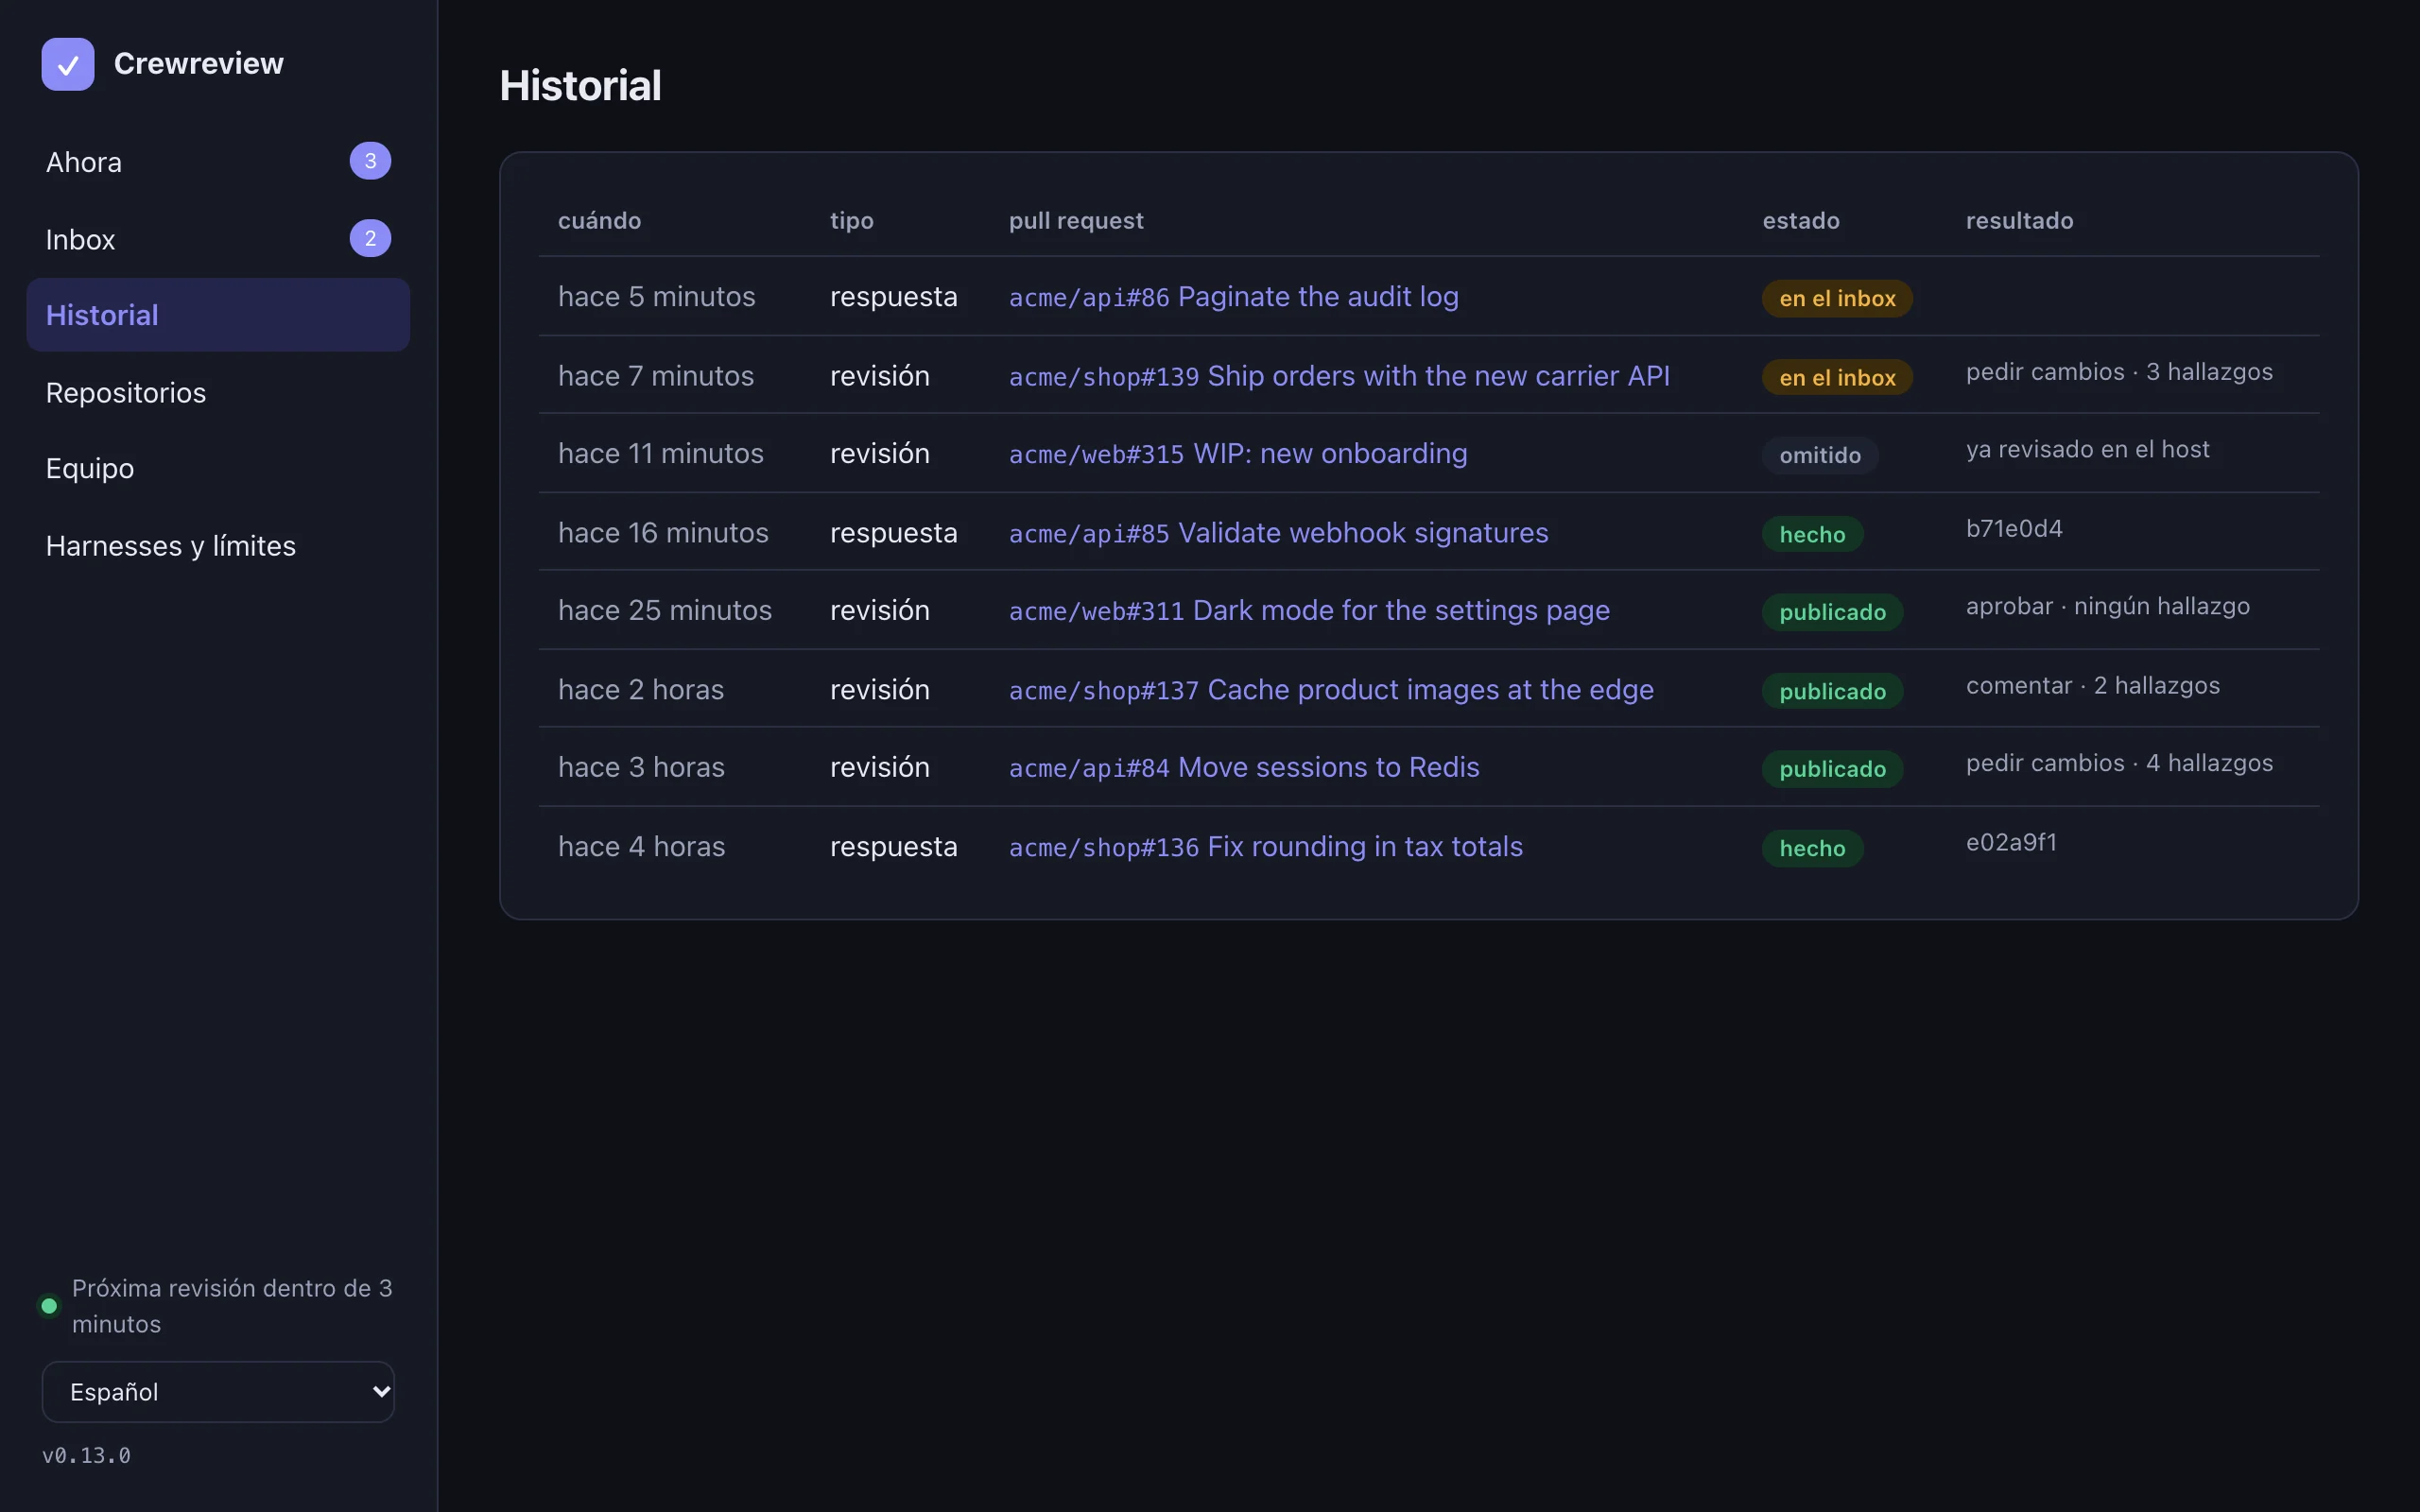 Crewreview
Ahora 3
Inbox 2
Historial
Repositorios
Equipo
Harnesses y límites
Próxima revisión dentro de 3
minutos
Español
v0.13.0
Historial
cuándo tipo pull request estado resultado
hace 5 minutos respuesta acme/api#86 Paginate the audit log en el inbox
hace 7 minutos revisión acme/shop#139 Ship orders with the new carrier API en el inbox pedir cambios · 3 hallazgos
hace 11 minutos revisión acme/web#315 WIP: new onboarding omitido ya revisado en el host
hace 16 minutos respuesta acme/api#85 Validate webhook signatures hecho b71e0d4
hace 25 minutos revisión acme/web#311 Dark mode for the settings page publicado aprobar · ningún hallazgo
hace 2 horas revisión acme/shop#137 Cache product images at the edge publicado comentar · 2 hallazgos
hace 3 horas revisión acme/api#84 Move sessions to Redis publicado pedir cambios · 4 hallazgos
hace 4 horas respuesta acme/shop#136 Fix rounding in tax totals hecho e02a9f1